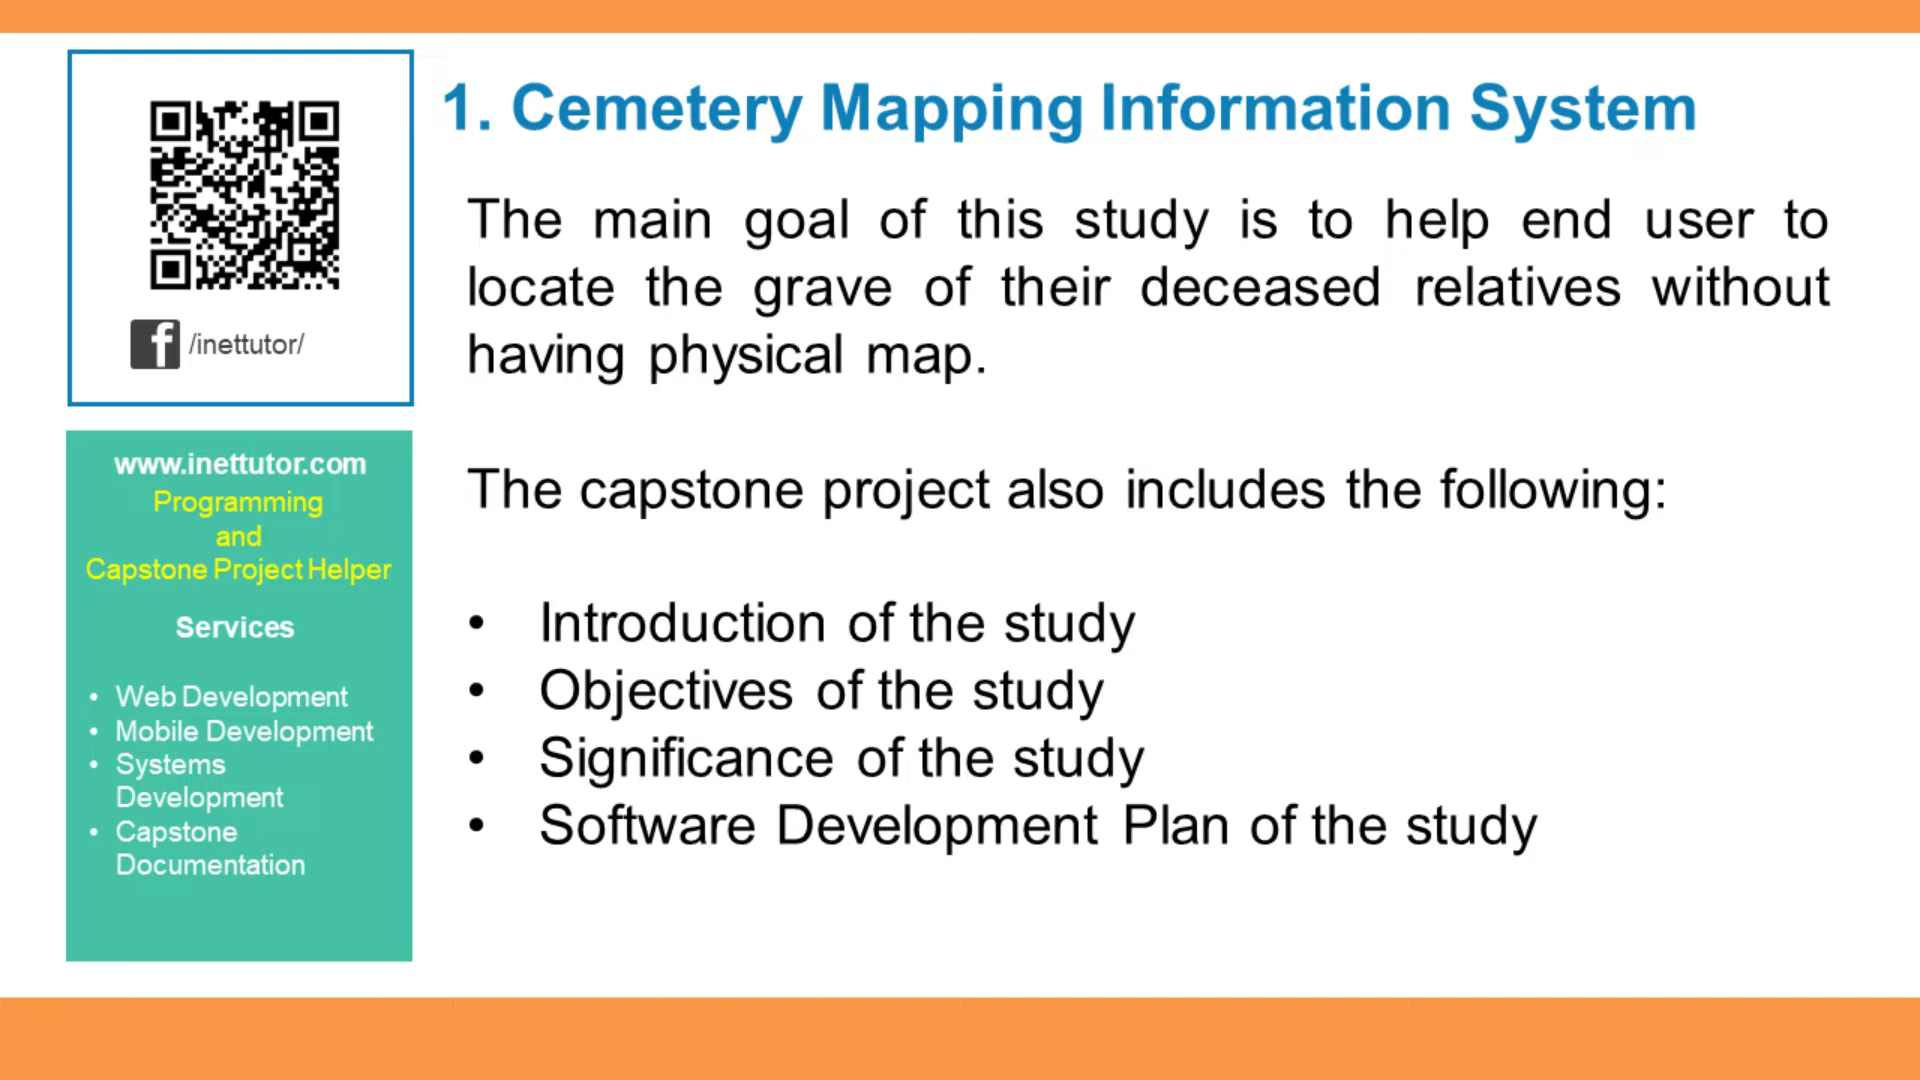 /inettutor/
www.inettutor.com
Programming
and
Capstone Project Helper
Services
• Web Development
• Mobile Development
• Systems
Development
• Capstone
Documentation
1. Cemetery Mapping Information System
The main goal of this study is to help end user to
locate the grave of their deceased relatives without
having physical map.
The capstone project also includes the following:
• Introduction of the study
• Objectives of the study
• Significance of the study
• Software Development Plan of the study